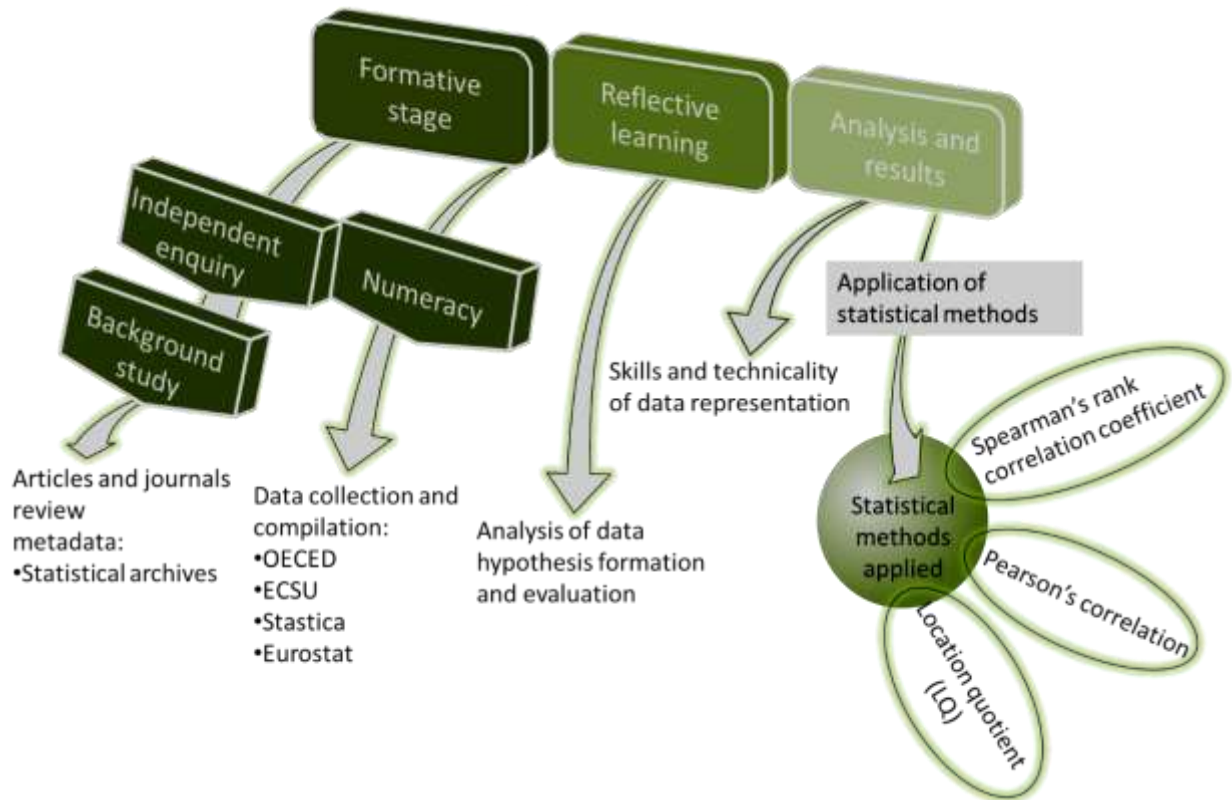 Formative
stage
Reflective
learning
Analysis and
results
Independent
enquiry
Numeracy
Background
study
Application of
statistical methods
Skills and technicality
of data representation
Articles and journals
review
metadata:
•Statistical archives
Data collection and
compilation:
•OECED
•ECSU
•Stastica
•Eurostat
Analysis of data
hypothesis formation
and evaluation
Statistical
methods
applied
Spearman's rank
correlation coefficient
Pearson's correlation
Location quotient
(LQ)